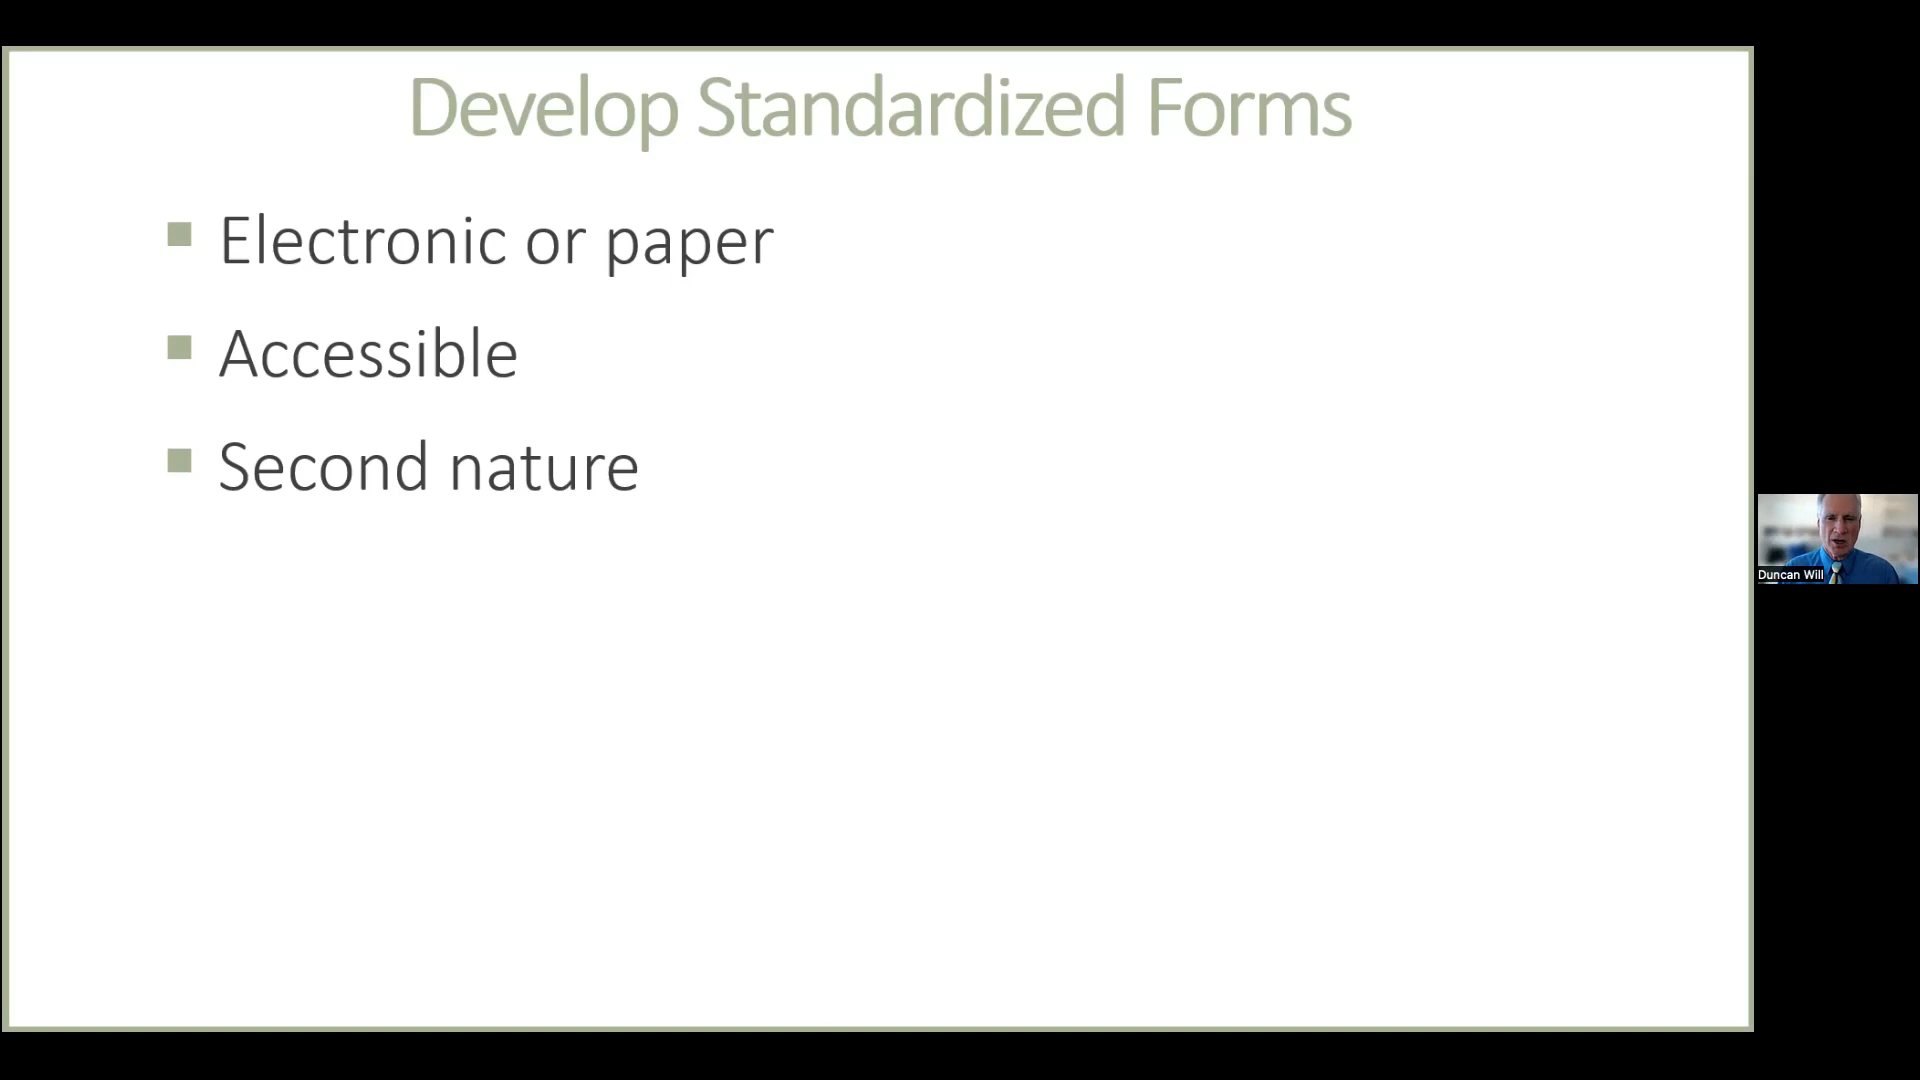 Develop Standardized Forms
Electronic or paper
Accessible
Second nature
Duncan Will